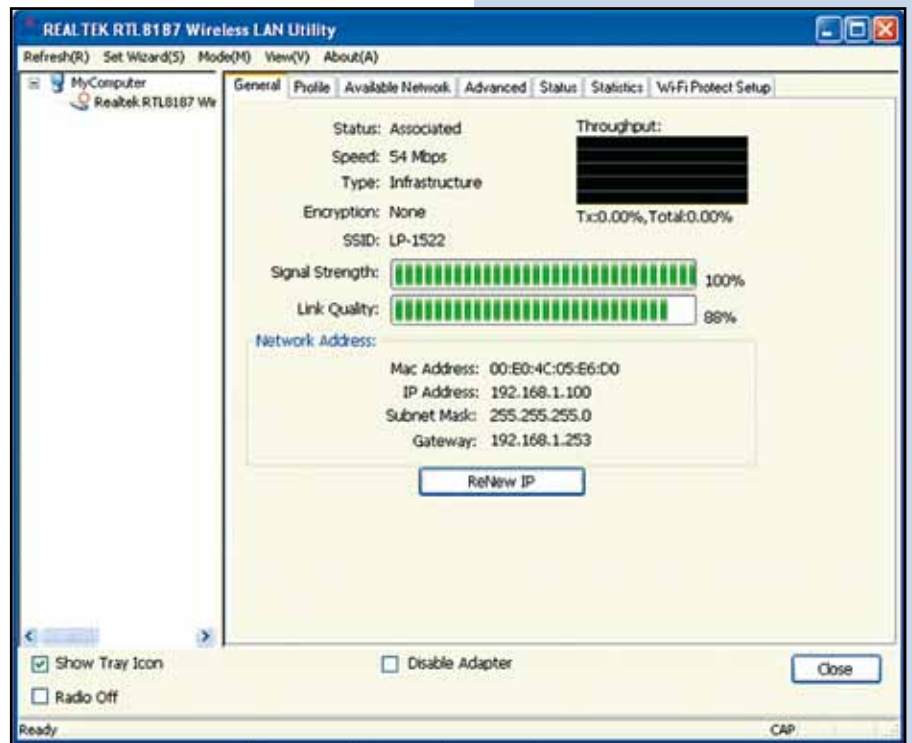 REALTEK RTL8187 Wireless LAN Utility
Refresh(R) Set Wizard(S) Mode(M) View(V) About(A)
MyComputer
Realtek RTL8187 Wir
General Profile Available Network Advanced Status Statistics Wi-Fi Protect Setup
Status: Associated
Throughput:
Speed: 54 Mbps
Type: Infrastructure
Encryption: None
Tx:0.00%, Total:0.00%
SSID: LP-1522
Signal Strength: 100%
Link Quality: 88%
Network Address:
Mac Address: 00:E0:4C:05:E6:D0
IP Address: 192.168.1.100
Subnet Mask: 255.255.255.0
Gateway: 192.168.1.253
ReNew IP
Show Tray Icon
Disable Adapter
Close
Radio Off
Ready
CAP